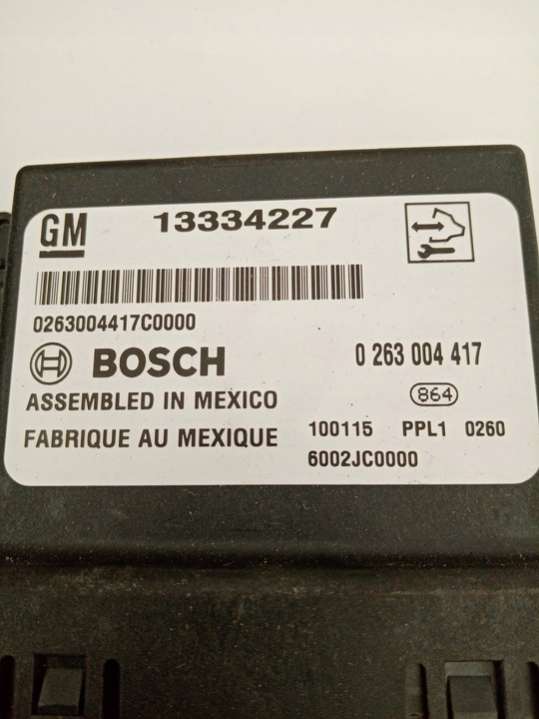 GM 13334227
0263004417C0000
BOSCH 0 263 004 417
864
ASSEMBLED IN MEXICO
FABRIQUE AU MEXIQUE
100115 PPL1 0260
6002JC0000